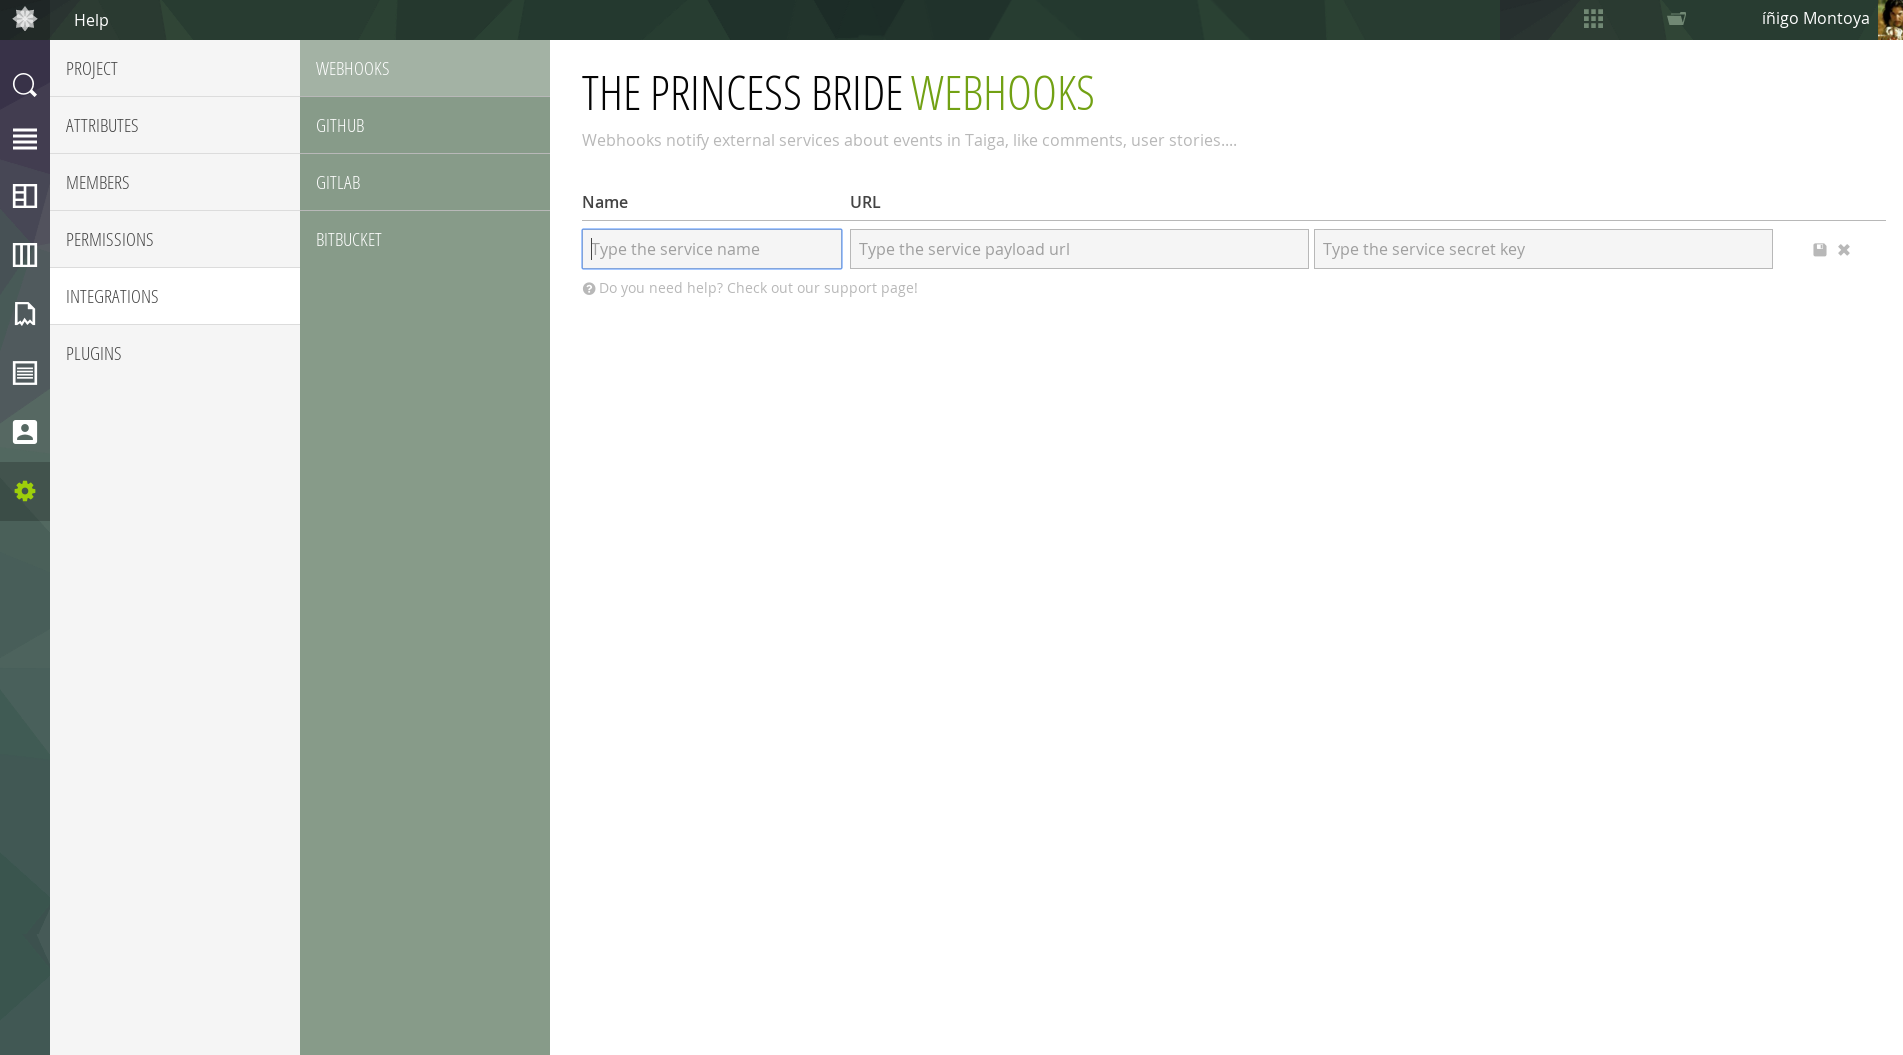 Help
íñigo Montoya
PROJECT
ATTRIBUTES
MEMBERS
PERMISSIONS
INTEGRATIONS
PLUGINS
WEBHOOKS
GITHUB
GITLAB
BITBUCKET
THE PRINCESS BRIDE WEBHOOKS
Webhooks notify external services about events in Taiga, like comments, user stories....
Name URL
Type the service name Type the service payload url Type the service secret key
Do you need help? Check out our support page!